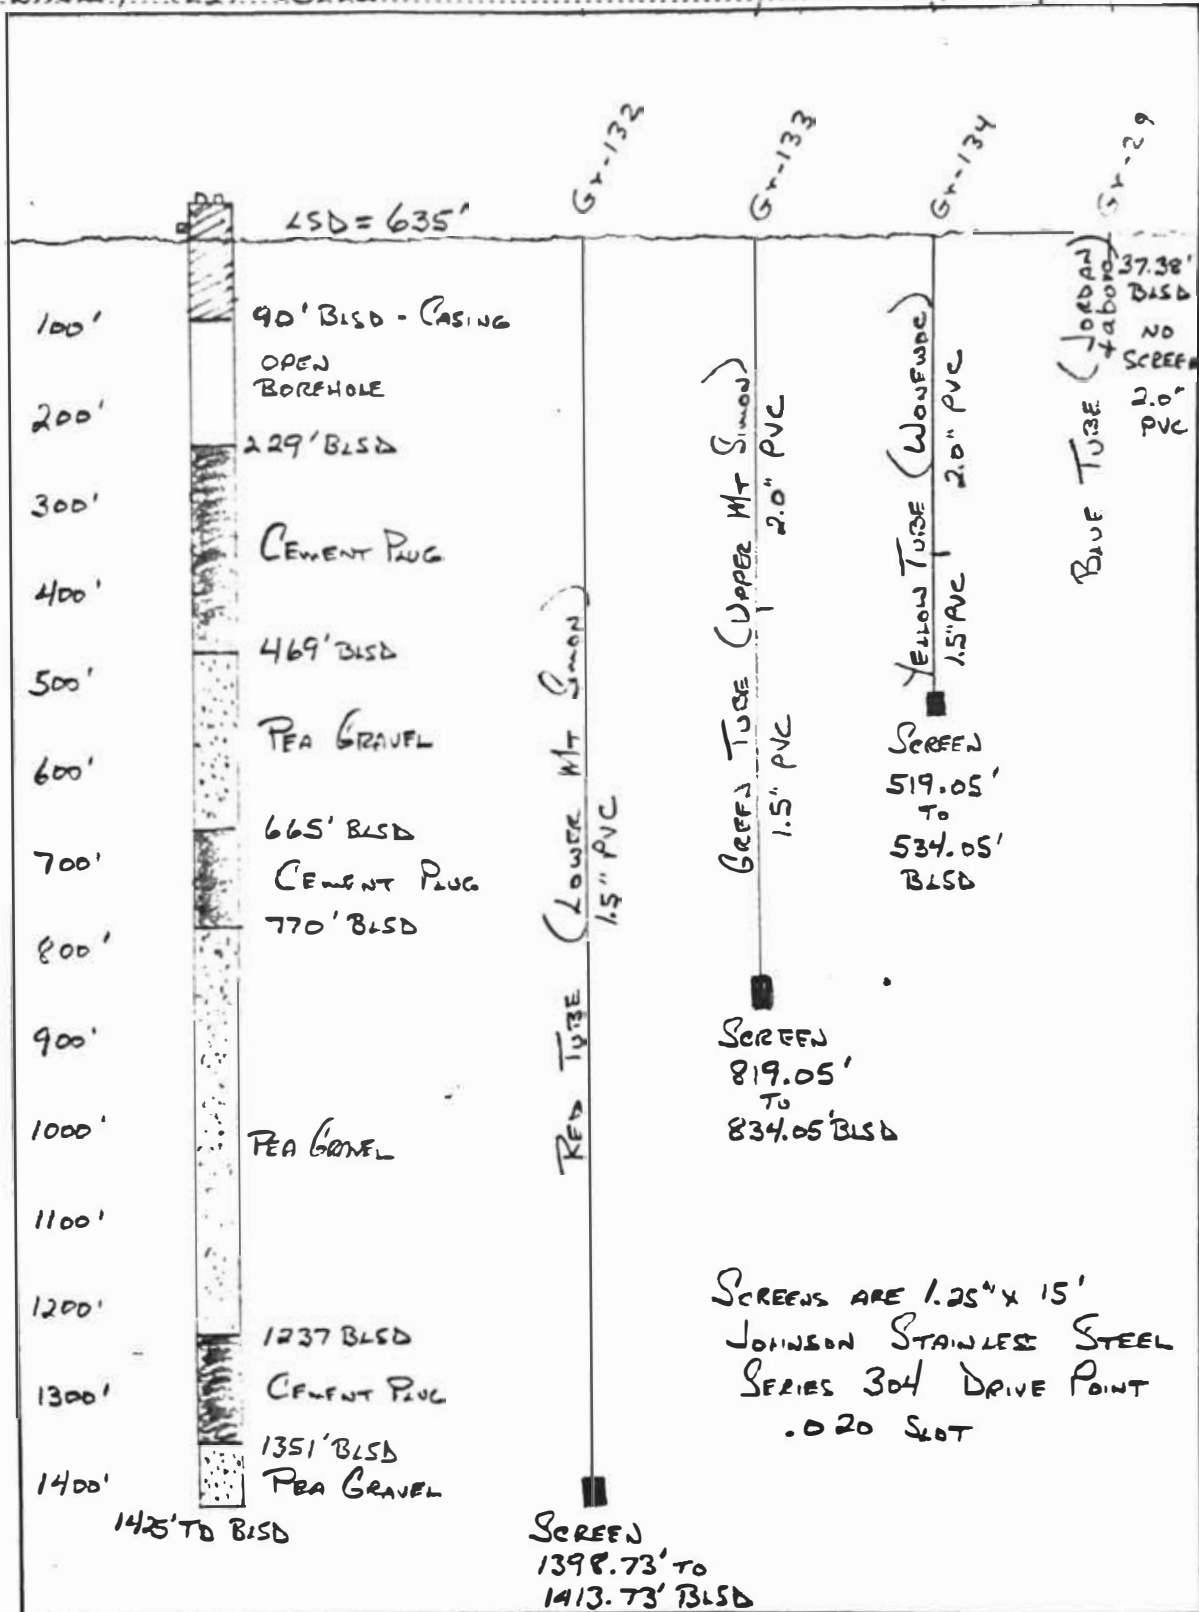 Gr-132
Gr-133
Gr-134
Gr-29
LSD = 635'
100'
200'
300'
400'
500'
600'
700'
800'
900'
1000'
1100'
1200'
1300'
1400'
90' BLSD - CASING
OPEN
BOREHOLE
229' BLSD
CEMENT PLUG
469' BLSD
PEA GRAVEL
665' BLSD
CEMENT PLUG
770' BLSD
PEA GRAVEL
1237 BLSD
CEMENT PLUG
1351' BLSD
PEA GRAVEL
1425' TD BLSD
RED TUBE (LOWER MT SIMON)
1.5" PVC
SCREEN
1398.73' TO
1413.73' BLSD
GREEN TUBE (UPPER MT SIMON)
1.5" PVC
2.0" PVC
SCREEN
819.05'
TO
834.05' BLSD
YELLOW TUBE (WONEWOC)
1.5" PVC
2.0" PVC
SCREEN
519.05'
TO
534.05'
BLSD
BLUE TUBE (JORDAN
+ above)
37.38'
BLSD
NO
SCREEN
2.0"
PVC
SCREENS ARE 1.25" X 15'
JOHNSON STAINLESS STEEL
SERIES 304 DRIVE POINT
.020 SLOT